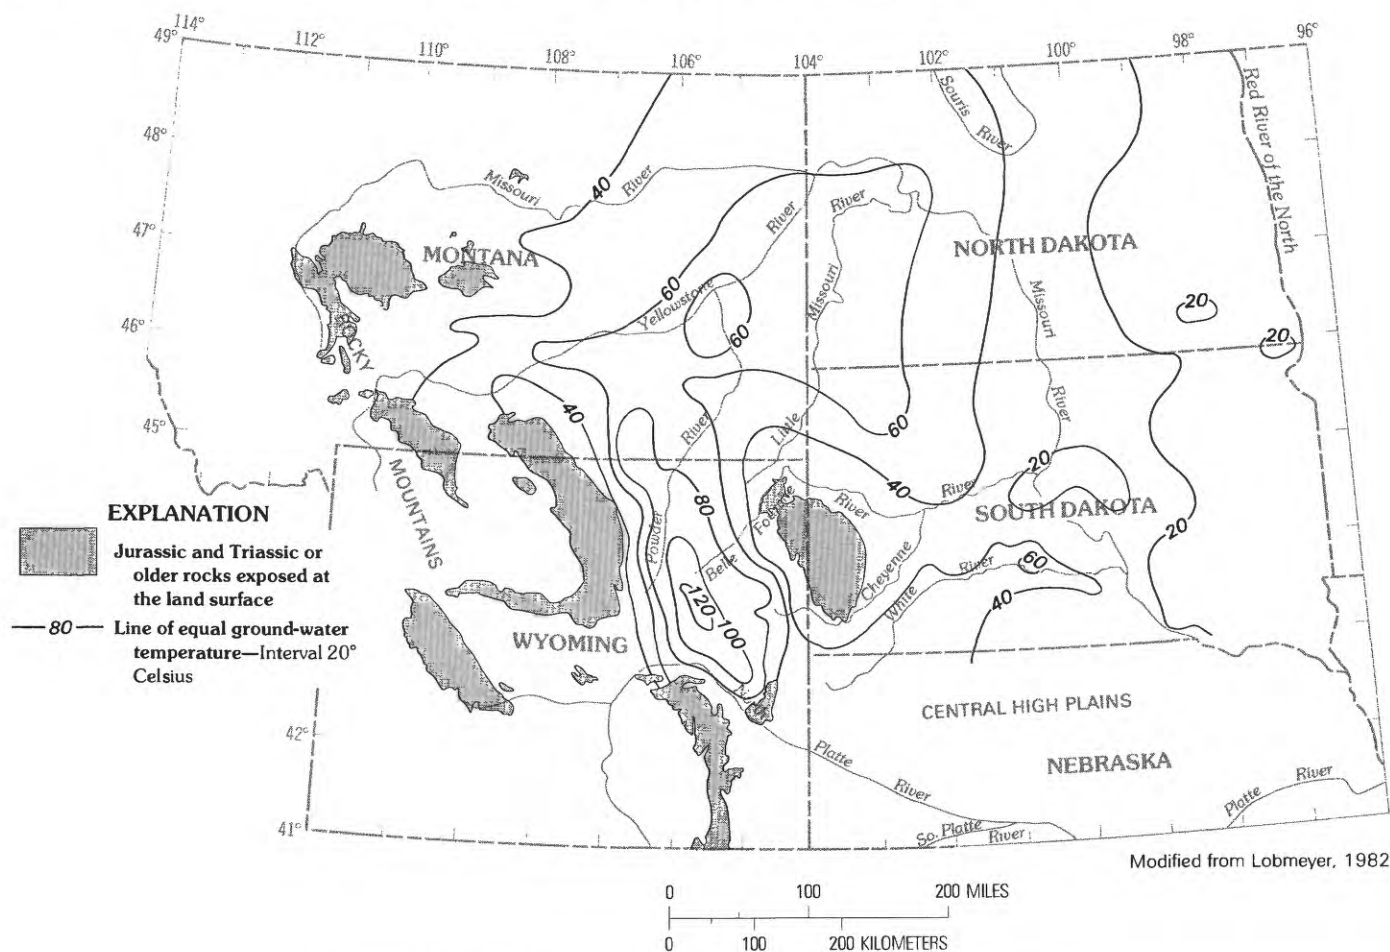 114°
49°
112°
110°
108°
106°
104°
102°
100°
98°
96°
48°
47°
46°
45°
42°
41°
Souris
River
Red River of the North
Missouri
River
40
MONTANA
River
River
NORTH DAKOTA
60
Yellowstone
Missouri
Missouri
60
20
20
60
River
40
River
Little
60
40
20
River
SOUTH DAKOTA
20
80
MOUNTAINS
Powder
Belle
Fourche
River
Cheyenne
White
River
60
40
120
100
WYOMING
EXPLANATION
Jurassic and Triassic or
older rocks exposed at
the land surface
80 Line of equal ground-water
temperature—Interval 20°
Celsius
CENTRAL HIGH PLAINS
NEBRASKA
Platte
River
So. Platte
River
Platte
River
Modified from Lobmeyer, 1982
0 100 200 MILES
0 100 200 KILOMETERS